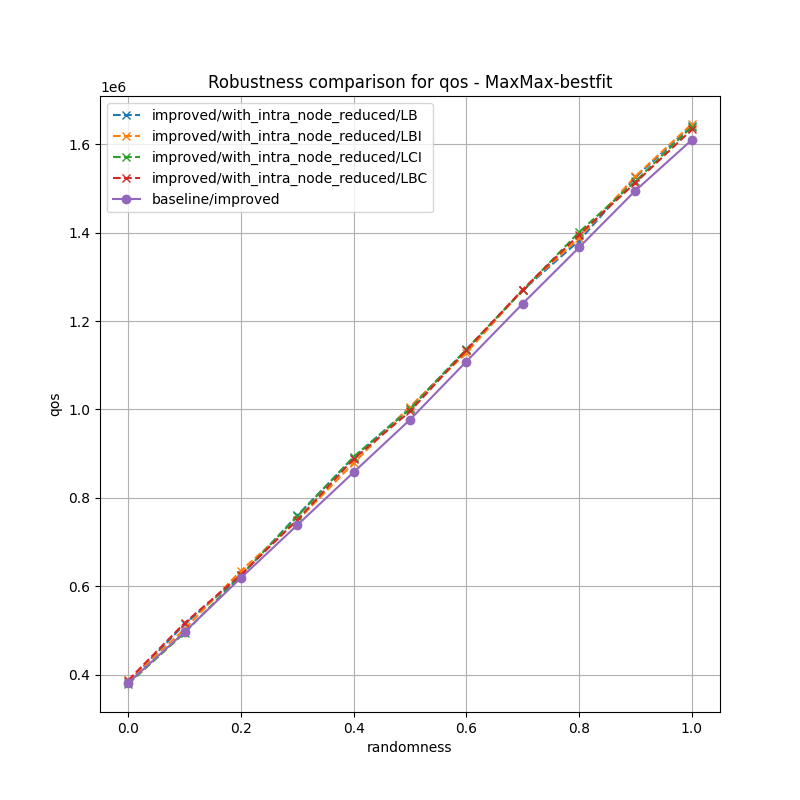 Robustness comparison for qos - MaxMax-bestfit
1e6
improved/with_intra_node_reduced/LB
improved/with_intra_node_reduced/LBI
improved/with_intra_node_reduced/LCI
improved/with_intra_node_reduced/LBC
baseline/improved
1.6
1.4
1.2
1.0
0.8
0.6
0.4
qos
0.0 0.2 0.4 0.6 0.8 1.0
randomness